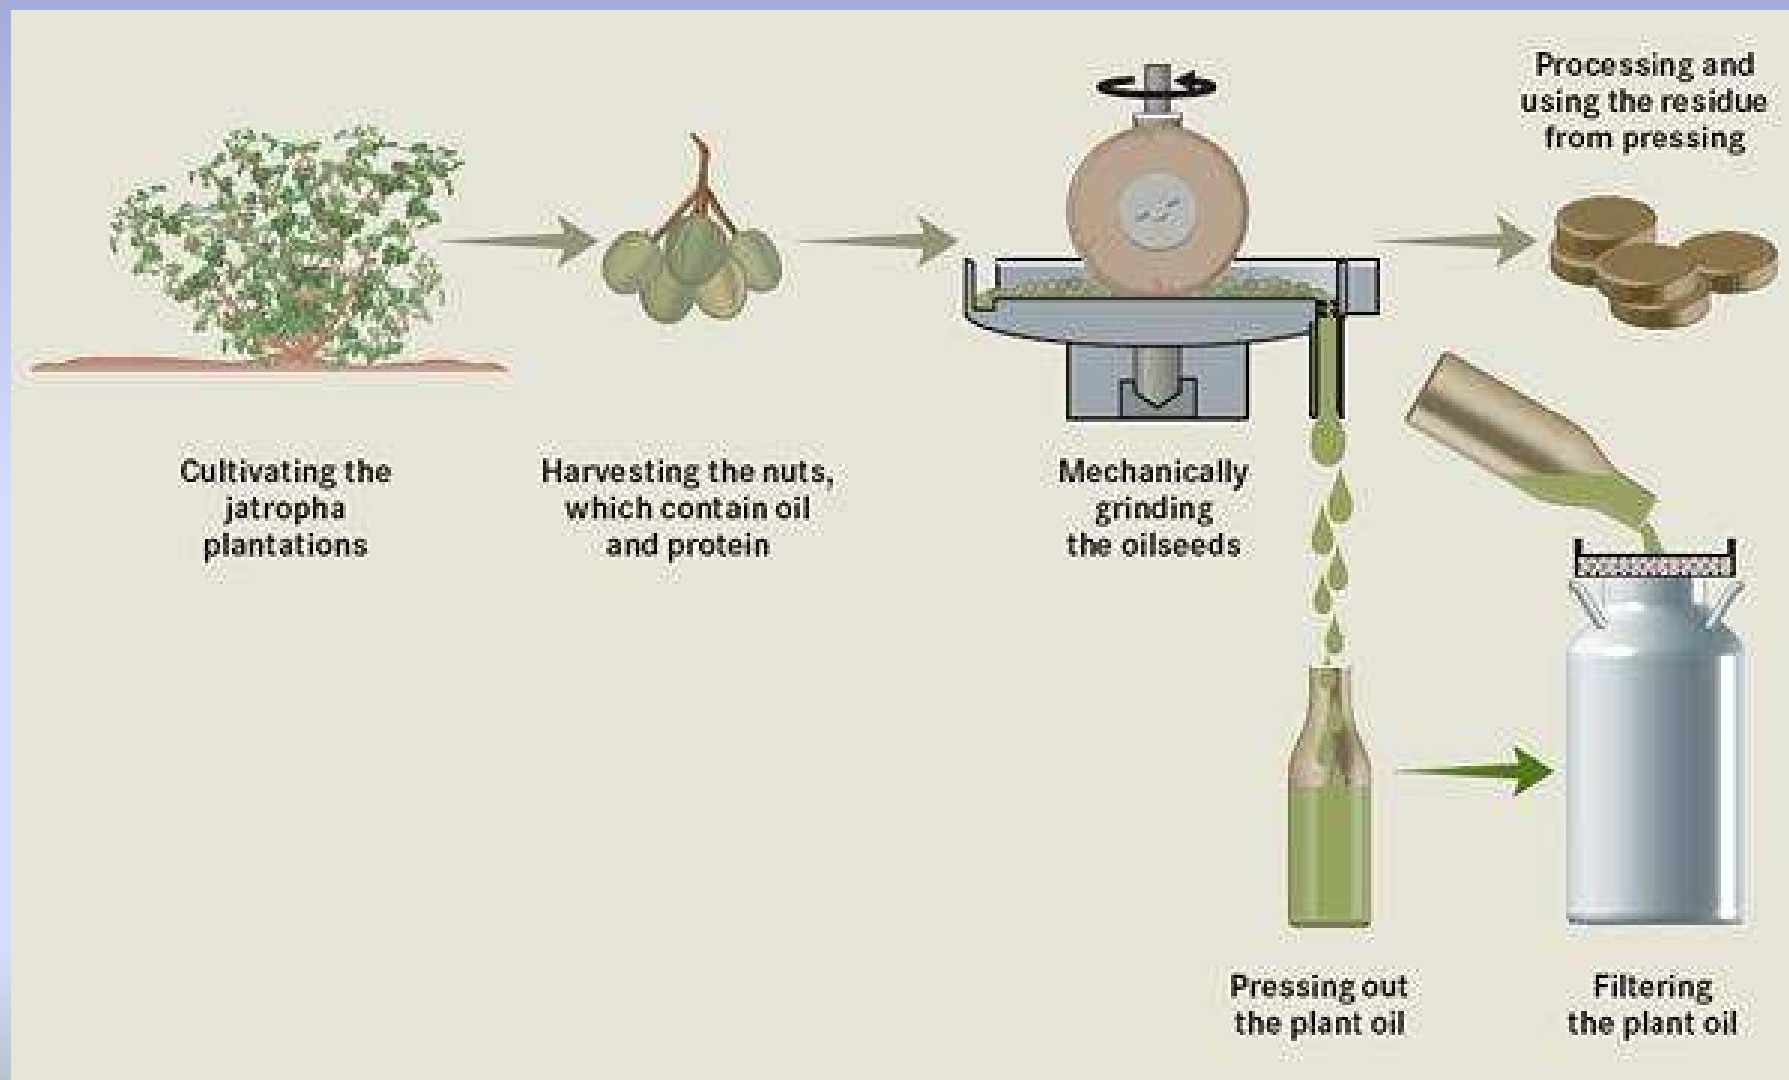 Processing and
using the residue
from pressing
Cultivating the
jatropha
plantations
Harvesting the nuts,
which contain oil
and protein
Mechanically
grinding
the oilseeds
Pressing out
the plant oil
Filtering
the plant oil